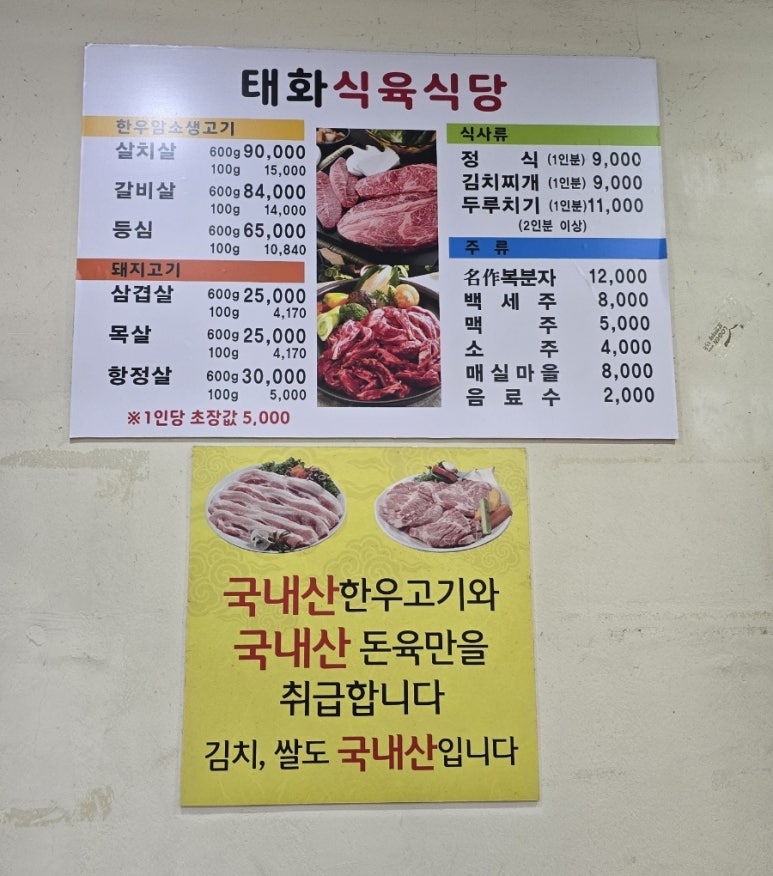 태화식육식당
한우암소생고기
살치살 600g 90,000
100g 15,000
갈비살 600g 84,000
100g 14,000
등심 600g 65,000
100g 10,840
돼지고기
삼겹살 600g 25,000
100g 4,170
목살 600g 25,000
100g 4,170
항정살 600g 30,000
100g 5,000
※1인당 초장값 5,000
식사류
정 식 (1인분) 9,000
김치찌개 (1인분) 9,000
두루치기 (1인분) 11,000
(2인분 이상)
주 류
名作복분자 12,000
백 세 주 8,000
맥 주 5,000
소 주 4,000
매실마을 8,000
음 료 수 2,000
국내산한우고기와
국내산 돈육만을
취급합니다
김치, 쌀도 국내산입니다